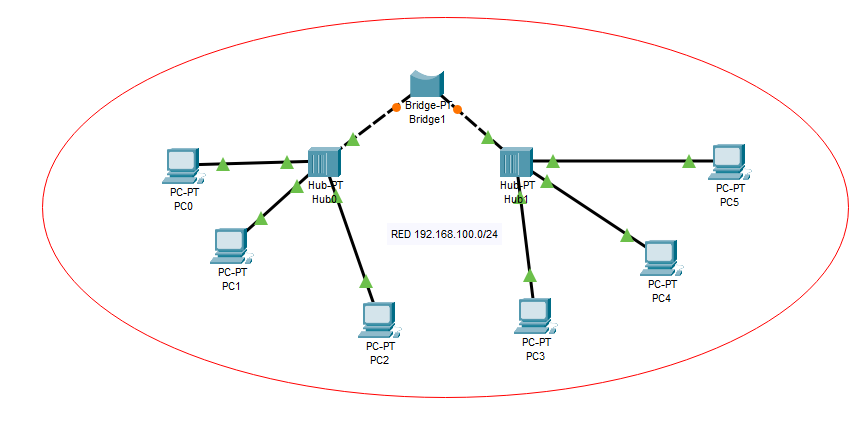 Bridge-PT
Bridge1
PC-PT
PC0
Hub-PT
Hub0
Hub-PT
Hub1
PC-PT
PC5
RED 192.168.100.0/24
PC-PT
PC1
PC-PT
PC4
PC-PT
PC2
PC-PT
PC3